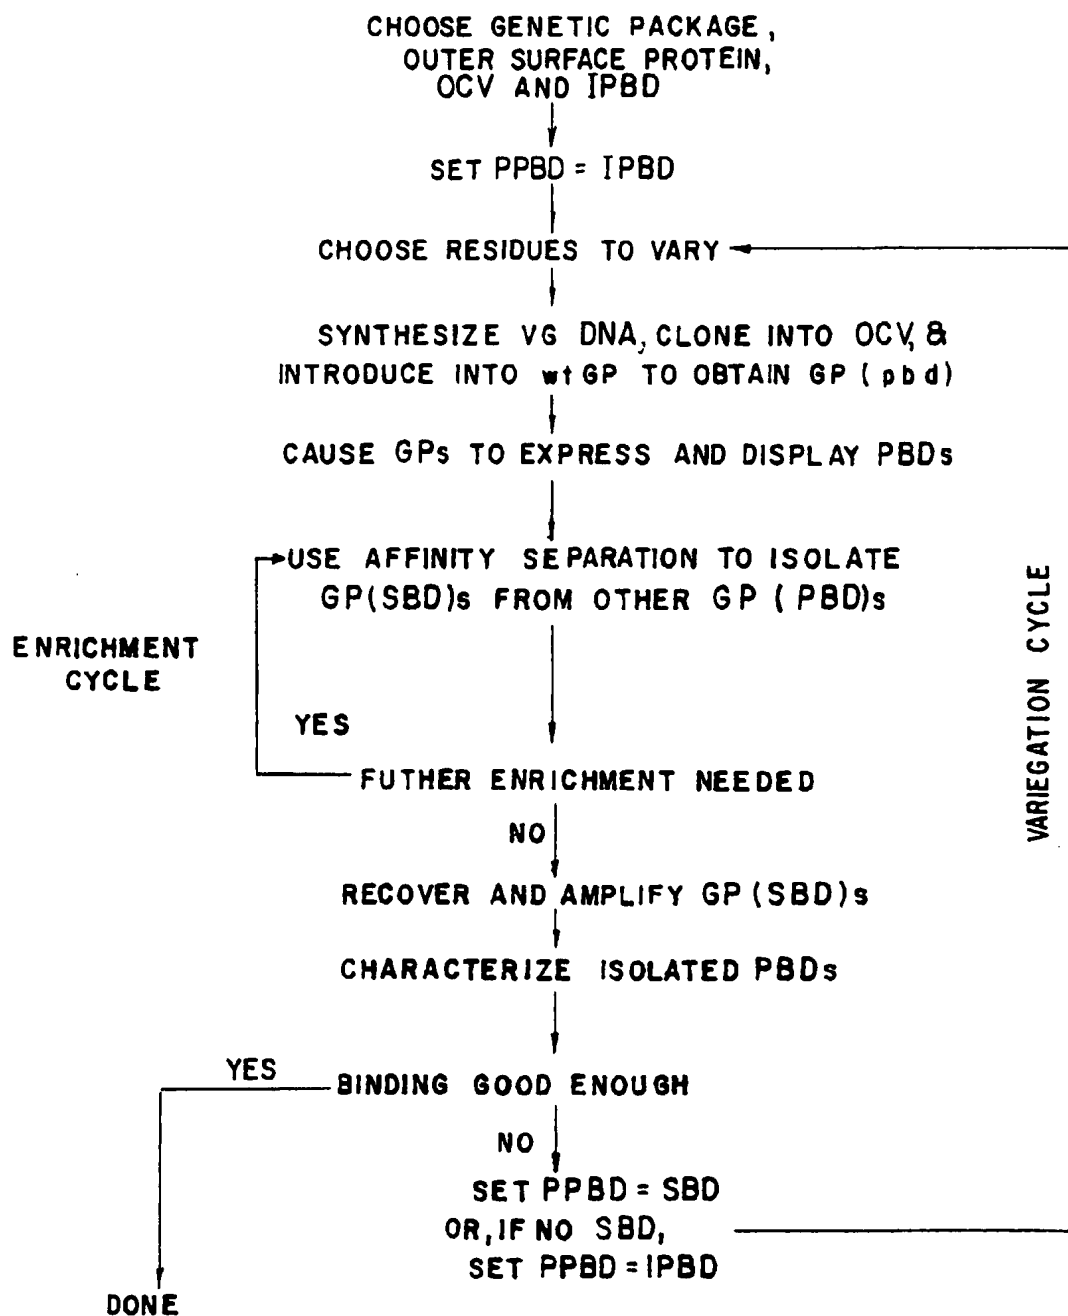 CHOOSE GENETIC PACKAGE,
OUTER SURFACE PROTEIN,
OCV AND IPBD
SET PPBD = IPBD
CHOOSE RESIDUES TO VARY
SYNTHESIZE VG DNA, CLONE INTO OCV, &
INTRODUCE INTO wtGP TO OBTAIN GP (pbd)
CAUSE GPs TO EXPRESS AND DISPLAY PBDs
USE AFFINITY SEPARATION TO ISOLATE
GP(SBD)s FROM OTHER GP (PBD)s
ENRICHMENT
CYCLE
YES
FUTHER ENRICHMENT NEEDED
NO
RECOVER AND AMPLIFY GP(SBD)s
CHARACTERIZE ISOLATED PBDs
YES
BINDING GOOD ENOUGH
NO
SET PPBD = SBD
OR, IF NO SBD,
SET PPBD = IPBD
DONE
VARIEGATION CYCLE